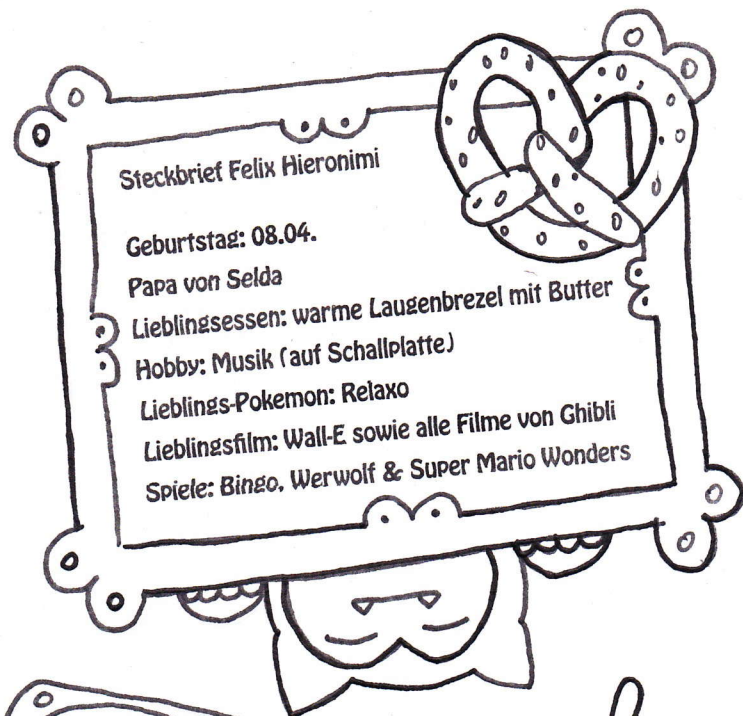 Steckbrief Felix Hieronimi
Geburtstag: 08.04.
Papa von Selda
Lieblingsessen: warme Laugenbrezel mit Butter
Hobby: Musik (auf Schallplatte)
Lieblings-Pokemon: Relaxo
Lieblingsfilm: Wall-E sowie alle Filme von Ghibli
Spiele: Bingo, Werwolf & Super Mario Wonders